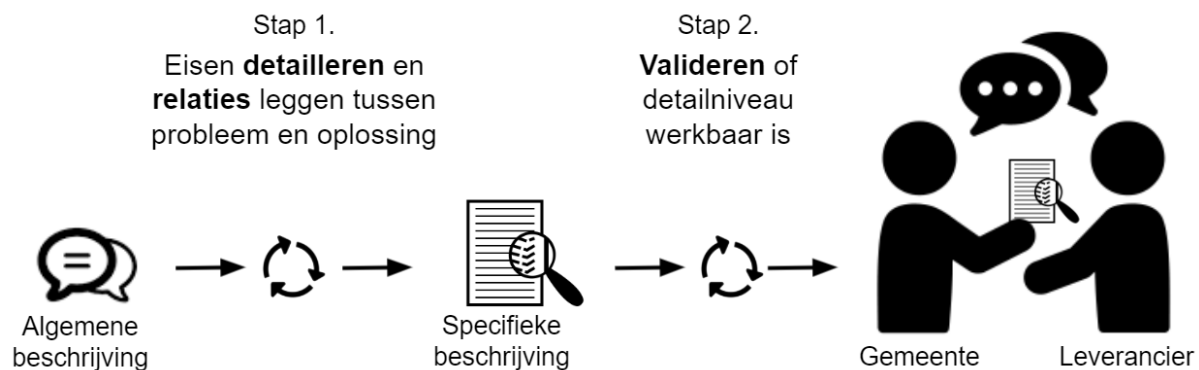 Stap 1.
Eisen detailleren en
relaties leggen tussen
probleem en oplossing
Stap 2.
Valideren of
detailniveau
werkbaar is
Algemene
beschrijving
Specifieke
beschrijving
Gemeente
Leverancier